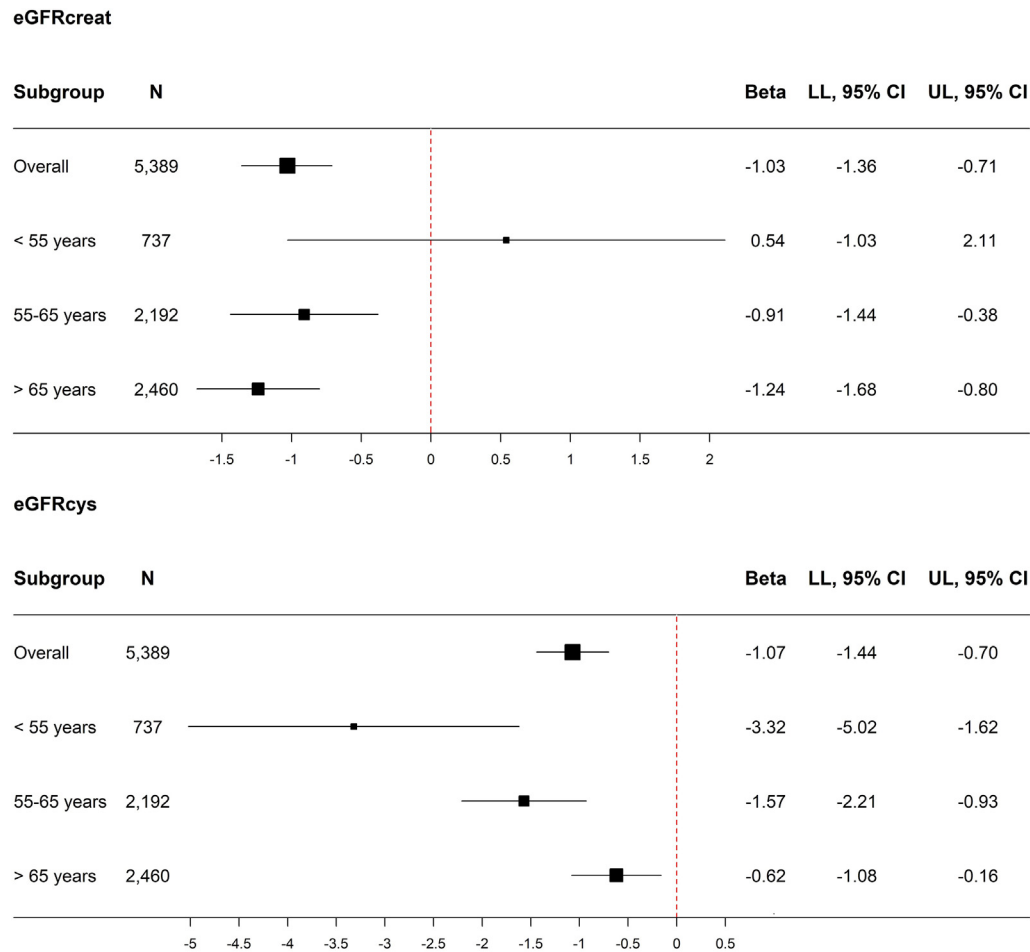 eGFRcreat
Subgroup N Beta LL, 95% CI UL, 95% CI
Overall 5,389 -1.03 -1.36 -0.71
< 55 years 737 0.54 -1.03 2.11
55-65 years 2,192 -0.91 -1.44 -0.38
> 65 years 2,460 -1.24 -1.68 -0.80
-1.5 -1 -0.5 0 0.5 1 1.5 2
eGFRcys
Subgroup N Beta LL, 95% CI UL, 95% CI
Overall 5,389 -1.07 -1.44 -0.70
< 55 years 737 -3.32 -5.02 -1.62
55-65 years 2,192 -1.57 -2.21 -0.93
> 65 years 2,460 -0.62 -1.08 -0.16
-5 -4.5 -4 -3.5 -3 -2.5 -2 -1.5 -1 -0.5 0 0.5